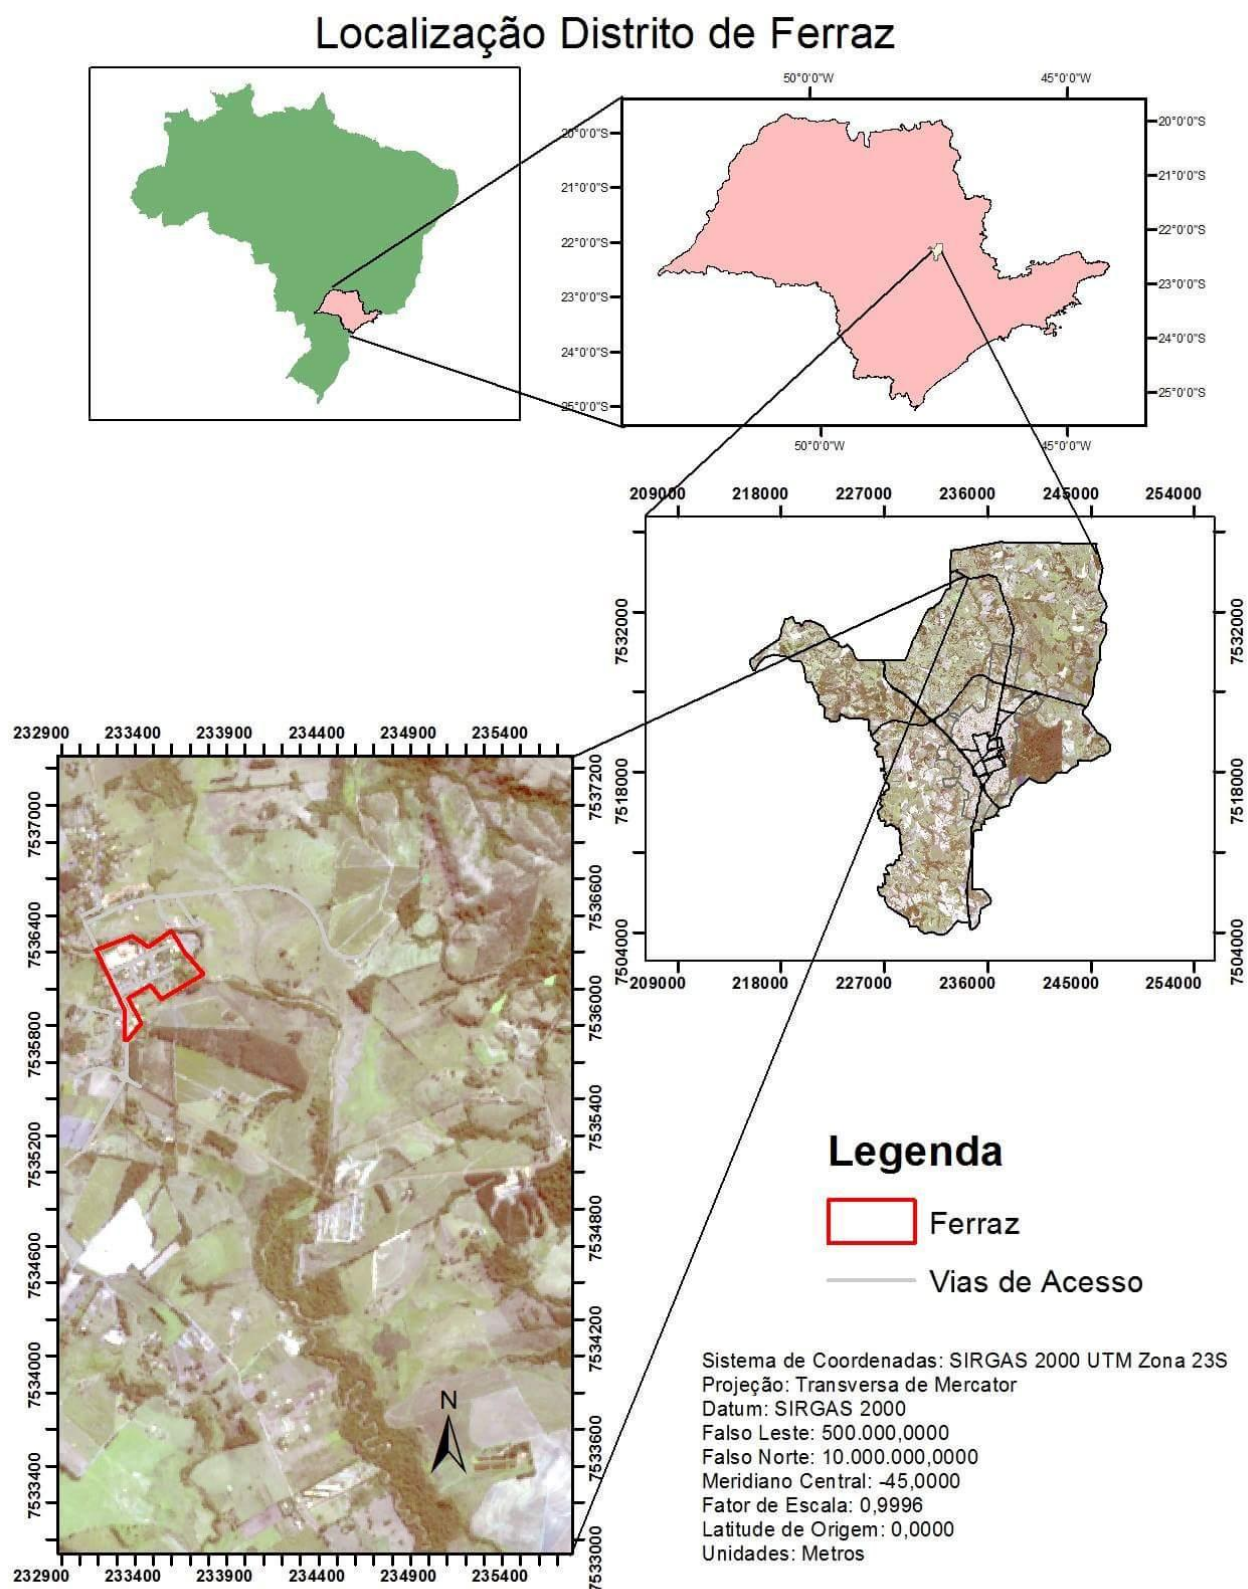 Localização Distrito de Ferraz
50°0'0"W 45°0'0"W
20°0'0"S 20°0'0"S
21°0'0"S 21°0'0"S
22°0'0"S 22°0'0"S
23°0'0"S 23°0'0"S
24°0'0"S 24°0'0"S
25°0'0"S 25°0'0"S
50°0'0"W 45°0'0"W
209000 218000 227000 236000 245000 254000
7532000 7532000
7518000 7518000
7504000 7504000
209000 218000 227000 236000 245000 254000
232900 233400 233900 234400 234900 235400
7537000 7537200
7536400 7536600
7535800 7536000
7535200 7535400
7534600 7534800
7534000 7534200
7533400 7533600
7533000
N
232900 233400 233900 234400 234900 235400
Legenda
Ferraz
Vias de Acesso
Sistema de Coordenadas: SIRGAS 2000 UTM Zona 23S
Projeção: Transversa de Mercator
Datum: SIRGAS 2000
Falso Leste: 500.000,0000
Falso Norte: 10.000.000,0000
Meridiano Central: -45,0000
Fator de Escala: 0,9996
Latitude de Origem: 0,0000
Unidades: Metros